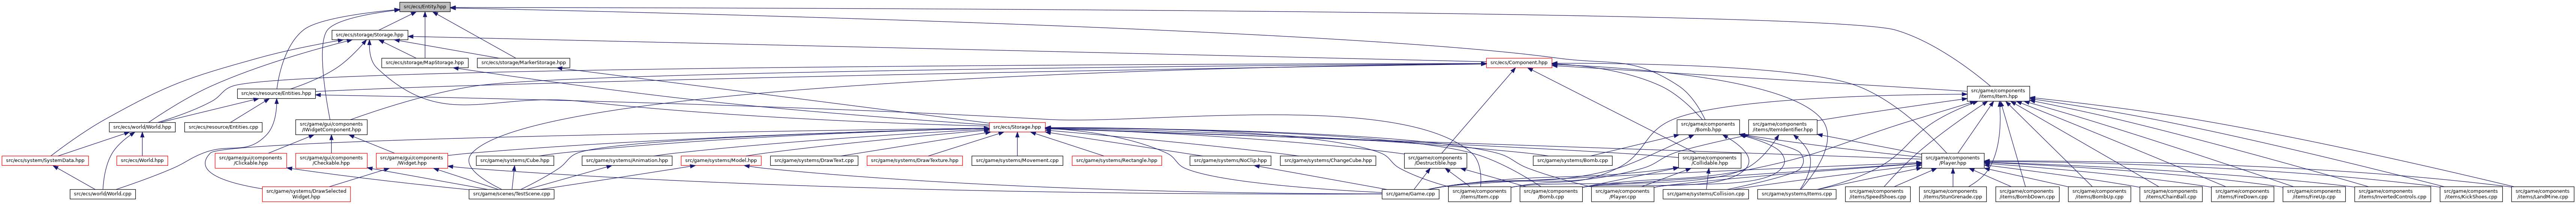 src/ecs/Entity.hpp
src/ecs/storage/Storage.hpp
src/ecs/storage/MapStorage.hpp
src/ecs/storage/MarkerStorage.hpp
src/ecs/Component.hpp
src/ecs/resource/Entities.hpp
src/game/components
/items/Item.hpp
src/ecs/world/World.hpp
src/ecs/resource/Entities.cpp
src/game/gui/components
/IWidgetComponent.hpp
src/ecs/Storage.hpp
src/game/components
/Bomb.hpp
src/game/components
/items/ItemIdentifier.hpp
src/ecs/system/SystemData.hpp
src/ecs/World.hpp
src/game/gui/components
/Clickable.hpp
src/game/gui/components
/Checkable.hpp
src/game/gui/components
/Widget.hpp
src/game/systems/Cube.hpp
src/game/systems/Animation.hpp
src/game/systems/Model.hpp
src/game/systems/DrawText.cpp
src/game/systems/DrawTexture.hpp
src/game/systems/Movement.cpp
src/game/systems/Rectangle.hpp
src/game/systems/NoClip.hpp
src/game/systems/ChangeCube.hpp
src/game/components
/Destructible.hpp
src/game/systems/Bomb.cpp
src/game/components
/Collidable.hpp
src/game/components
/Player.hpp
src/ecs/world/World.cpp
src/game/systems/DrawSelected
Widget.hpp
src/game/scenes/TestScene.cpp
src/game/Game.cpp
src/game/components
/items/Item.cpp
src/game/components
/Bomb.cpp
src/game/components
/Player.cpp
src/game/systems/Collision.cpp
src/game/systems/Items.cpp
src/game/components
/items/SpeedShoes.cpp
src/game/components
/items/StunGrenade.cpp
src/game/components
/items/BombDown.cpp
src/game/components
/items/BombUp.cpp
src/game/components
/items/ChainBall.cpp
src/game/components
/items/FireDown.cpp
src/game/components
/items/FireUp.cpp
src/game/components
/items/InvertedControls.cpp
src/game/components
/items/KickShoes.cpp
src/game/components
/items/LandMine.cpp